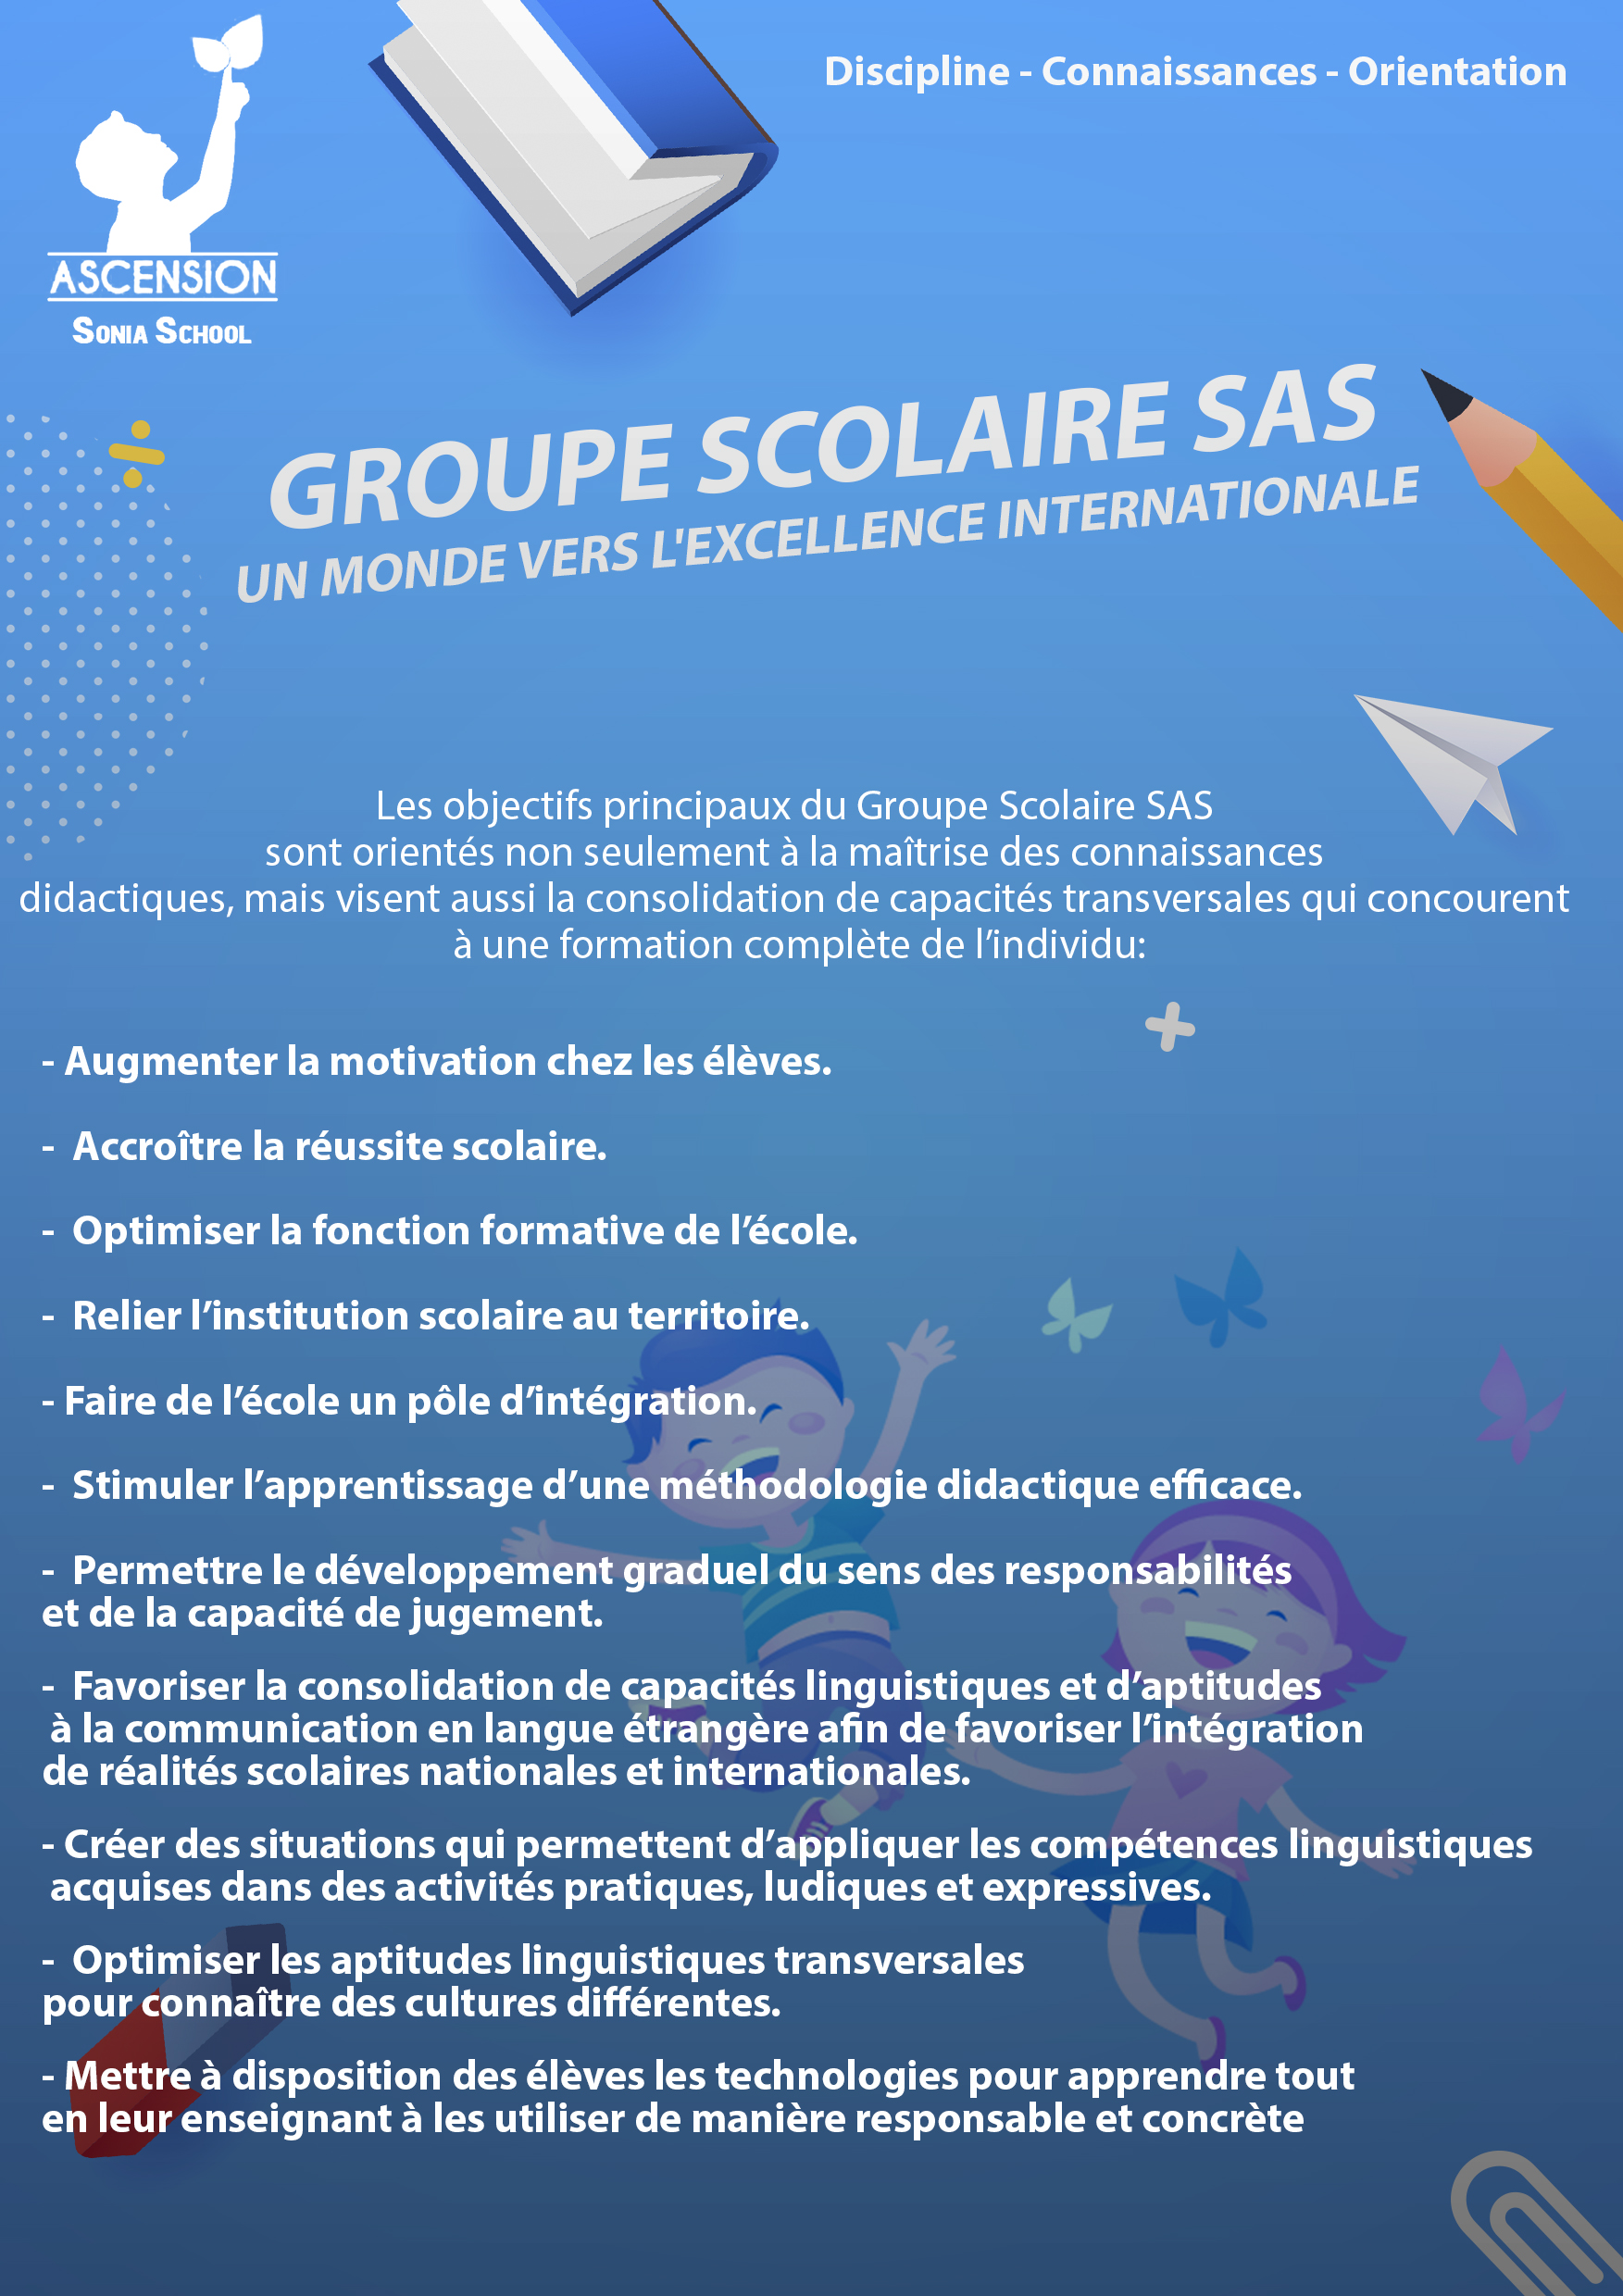 Discipline - Connaissances - Orientation
ASCENSION
SONIA SCHOOL
GROUPE SCOLAIRE SAS
UN MONDE VERS L'EXCELLENCE INTERNATIONALE
Les objectifs principaux du Groupe Scolaire SAS
sont orientés non seulement à la maîtrise des connaissances
didactiques, mais visent aussi la consolidation de capacités transversales qui concourent
à une formation complète de l’individu:
- Augmenter la motivation chez les élèves.
- Accroître la réussite scolaire.
- Optimiser la fonction formative de l’école.
- Relier l’institution scolaire au territoire.
- Faire de l’école un pôle d’intégration.
- Stimuler l’apprentissage d’une méthodologie didactique efficace.
- Permettre le développement graduel du sens des responsabilités
et de la capacité de jugement.
- Favoriser la consolidation de capacités linguistiques et d’aptitudes
à la communication en langue étrangère afin de favoriser l’intégration
de réalités scolaires nationales et internationales.
- Créer des situations qui permettent d’appliquer les compétences linguistiques
acquises dans des activités pratiques, ludiques et expressives.
- Optimiser les aptitudes linguistiques transversales
pour connaître des cultures différentes.
- Mettre à disposition des élèves les technologies pour apprendre tout
en leur enseignant à les utiliser de manière responsable et concrète